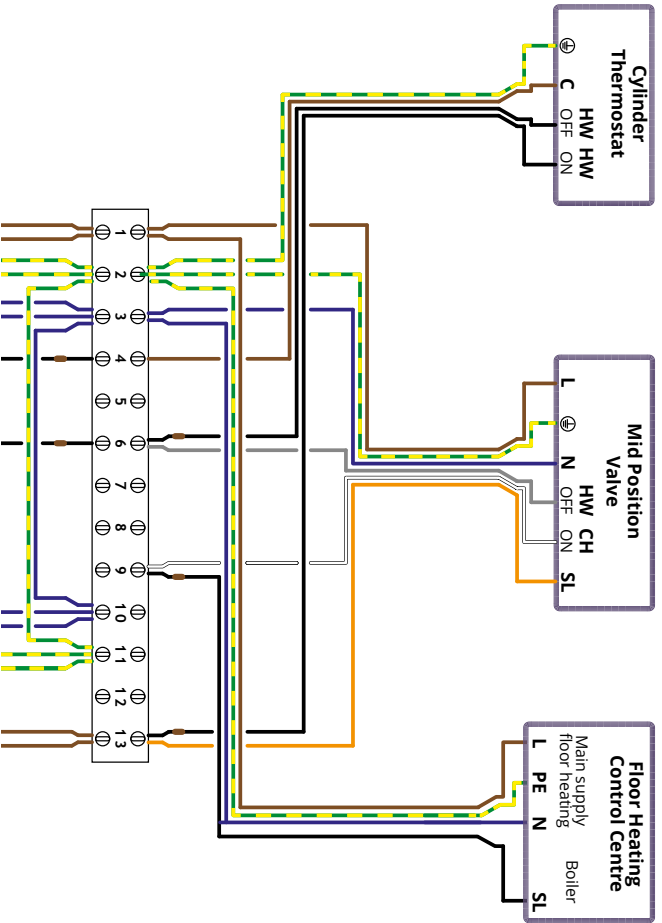 Cylinder
Thermostat
C
HW HW
OFF ON
Mid Position
Valve
L
N
HW CH
OFF ON
SL
Floor Heating
Control Centre
Main supply
floor heating
Boiler
L PE N SL
1
2
3
4
5
6
7
8
9
10
11
12
13